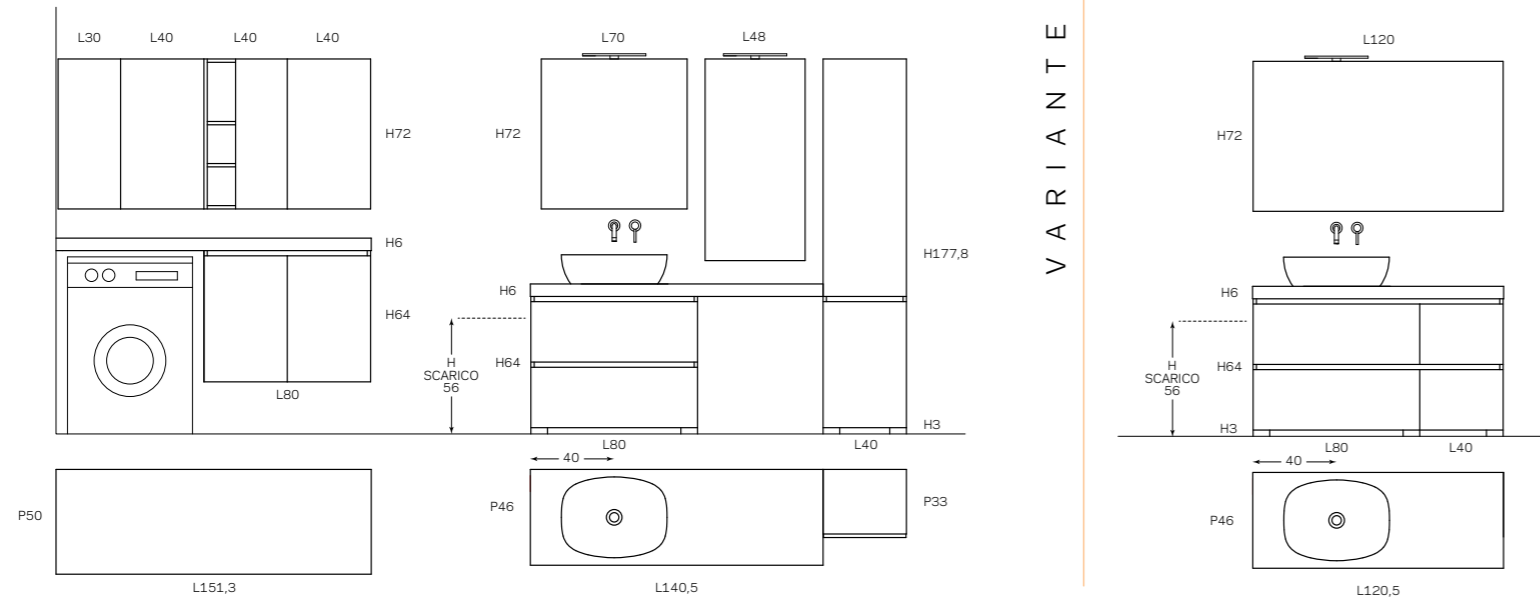 L30 L40 L40 L40
H72
H6
H64
L80
P50
L151,3
L70 L48
H72
H177,8
H6
H64
H
SCARICO
56
H3
L80 L40
40
P46
P33
L140,5
VARIANTE
L120
H72
H6
H64
H
SCARICO
56
H3
L80 L40
40
P46
L120,5